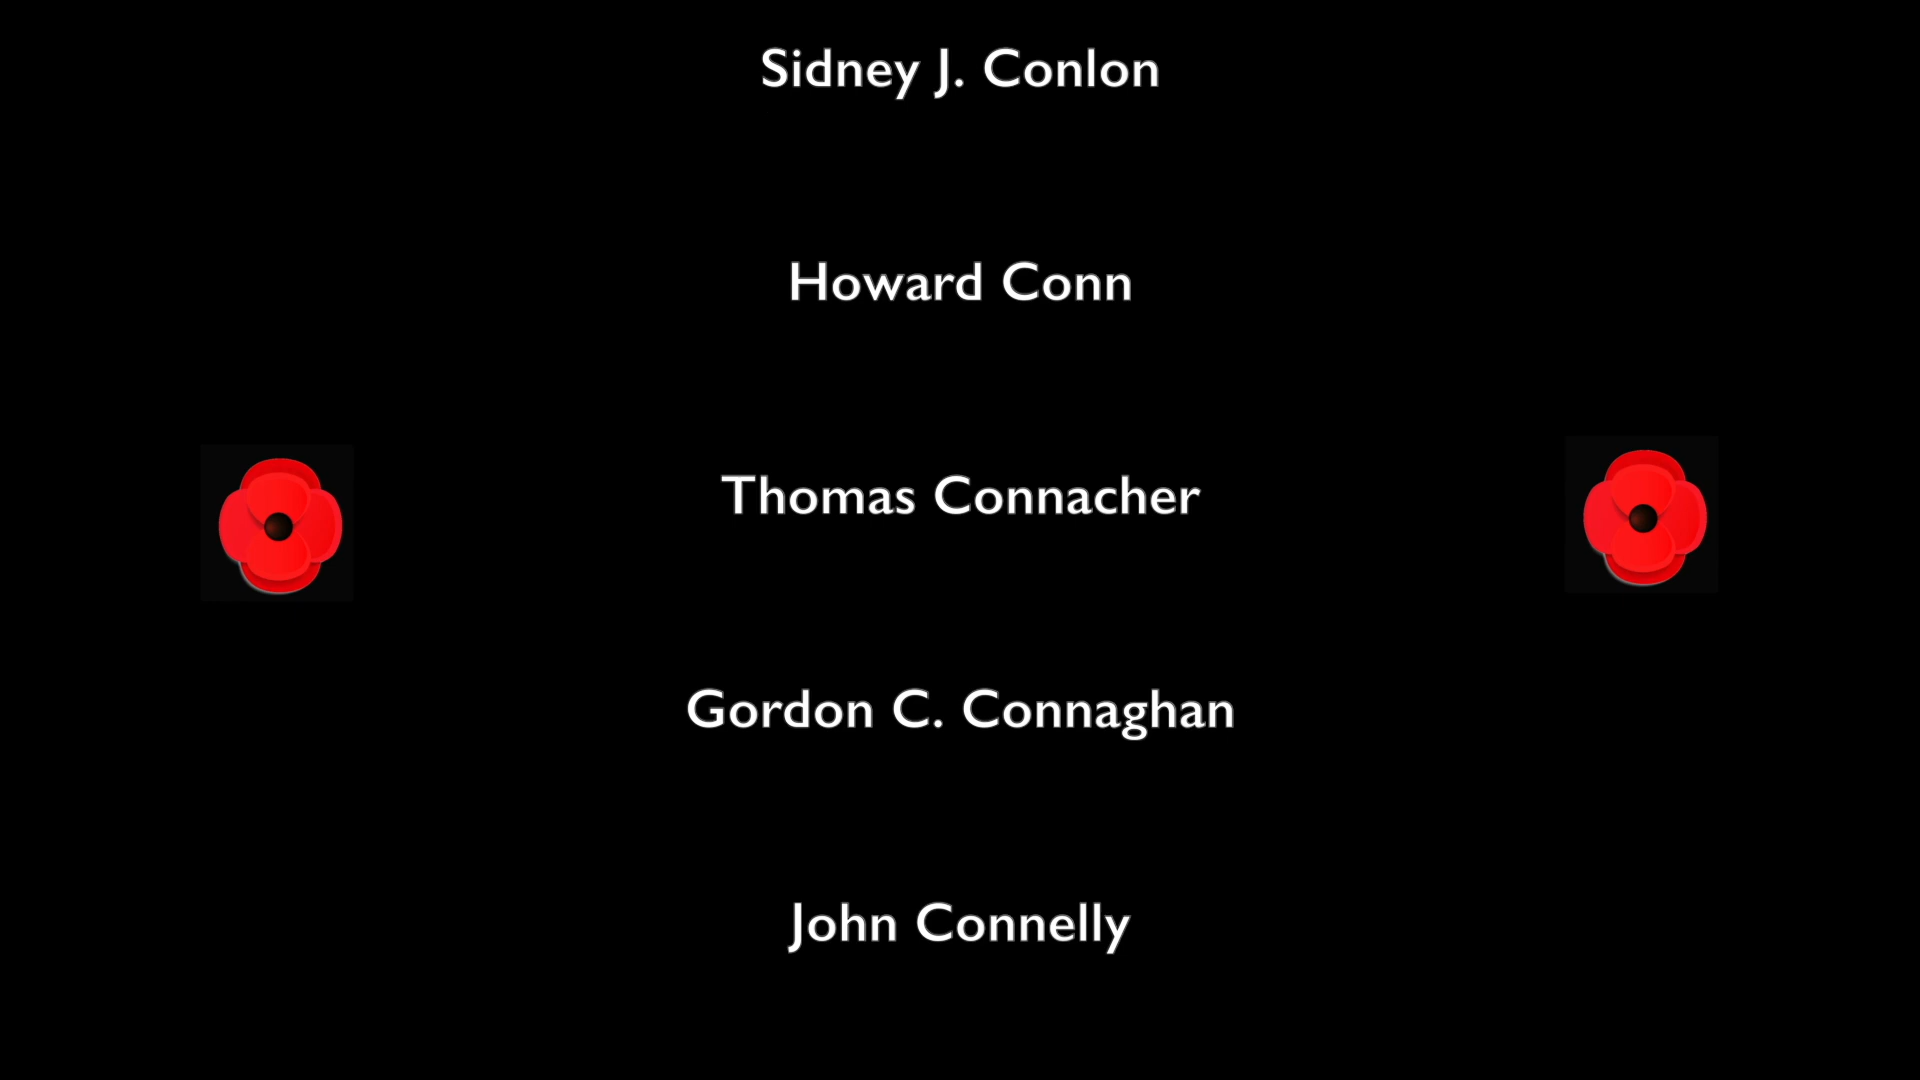 Sidney J. Conlon
Howard Conn
Thomas Connacher
Gordon C. Connaghan
John Connelly